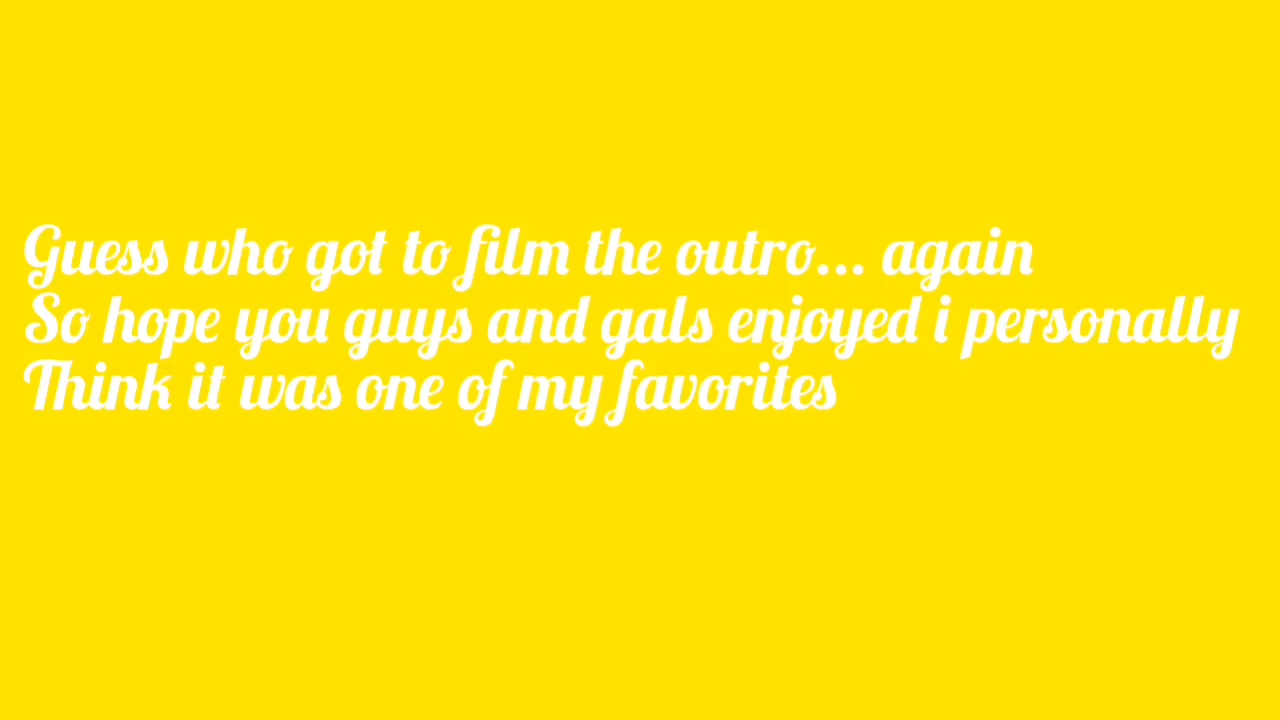 Guess who got to film the outro... again
So hope you guys and gals enjoyed i personally
Think it was one of my favorites